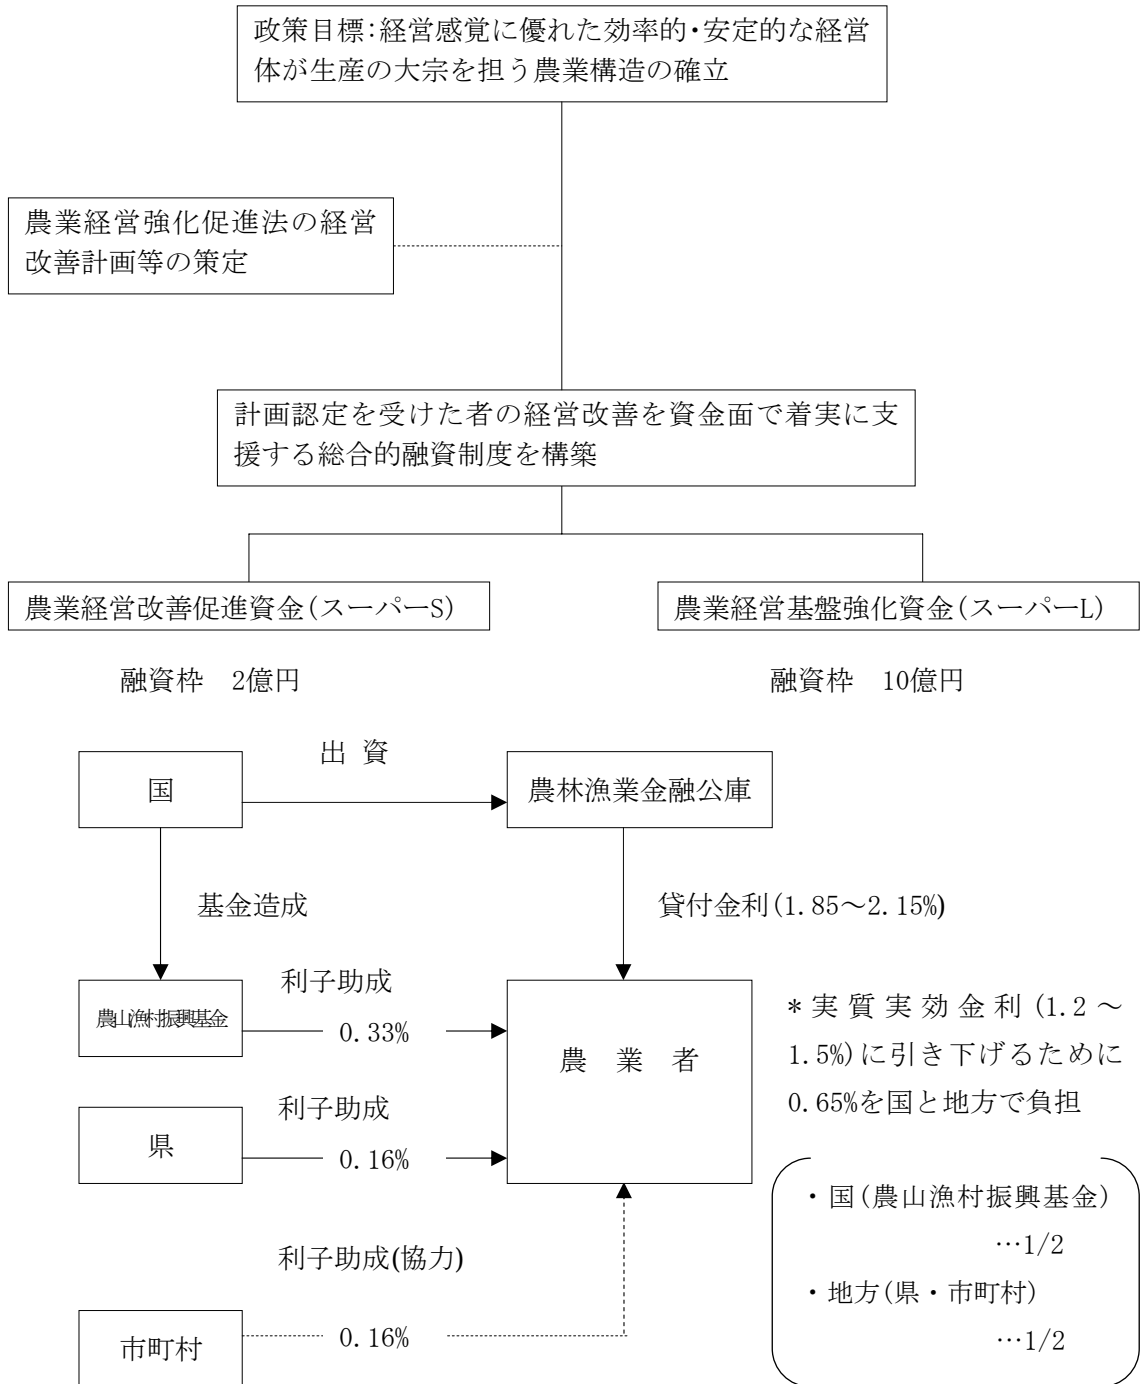 政策目標:経営感覚に優れた効率的・安定的な経営
体が生産の大宗を担う農業構造の確立
農業経営強化促進法の経営
改善計画等の策定
計画認定を受けた者の経営改善を資金面で着実に支
援する総合的融資制度を構築
農業経営改善促進資金(スーパーS)
農業経営基盤強化資金(スーパーL)
融資枠 2億円
融資枠 10億円
出 資
国
農林漁業金融公庫
基金造成
貸付金利(1.85～2.15%)
利子助成
農山漁村振興基金
0.33%
農 業 者
*実質実効金利(1.2～
1.5%)に引き下げるために
0.65%を国と地方で負担
利子助成
県
0.16%
・国(農山漁村振興基金)
…1/2
・地方(県・市町村)
…1/2
利子助成(協力)
市町村
0.16%